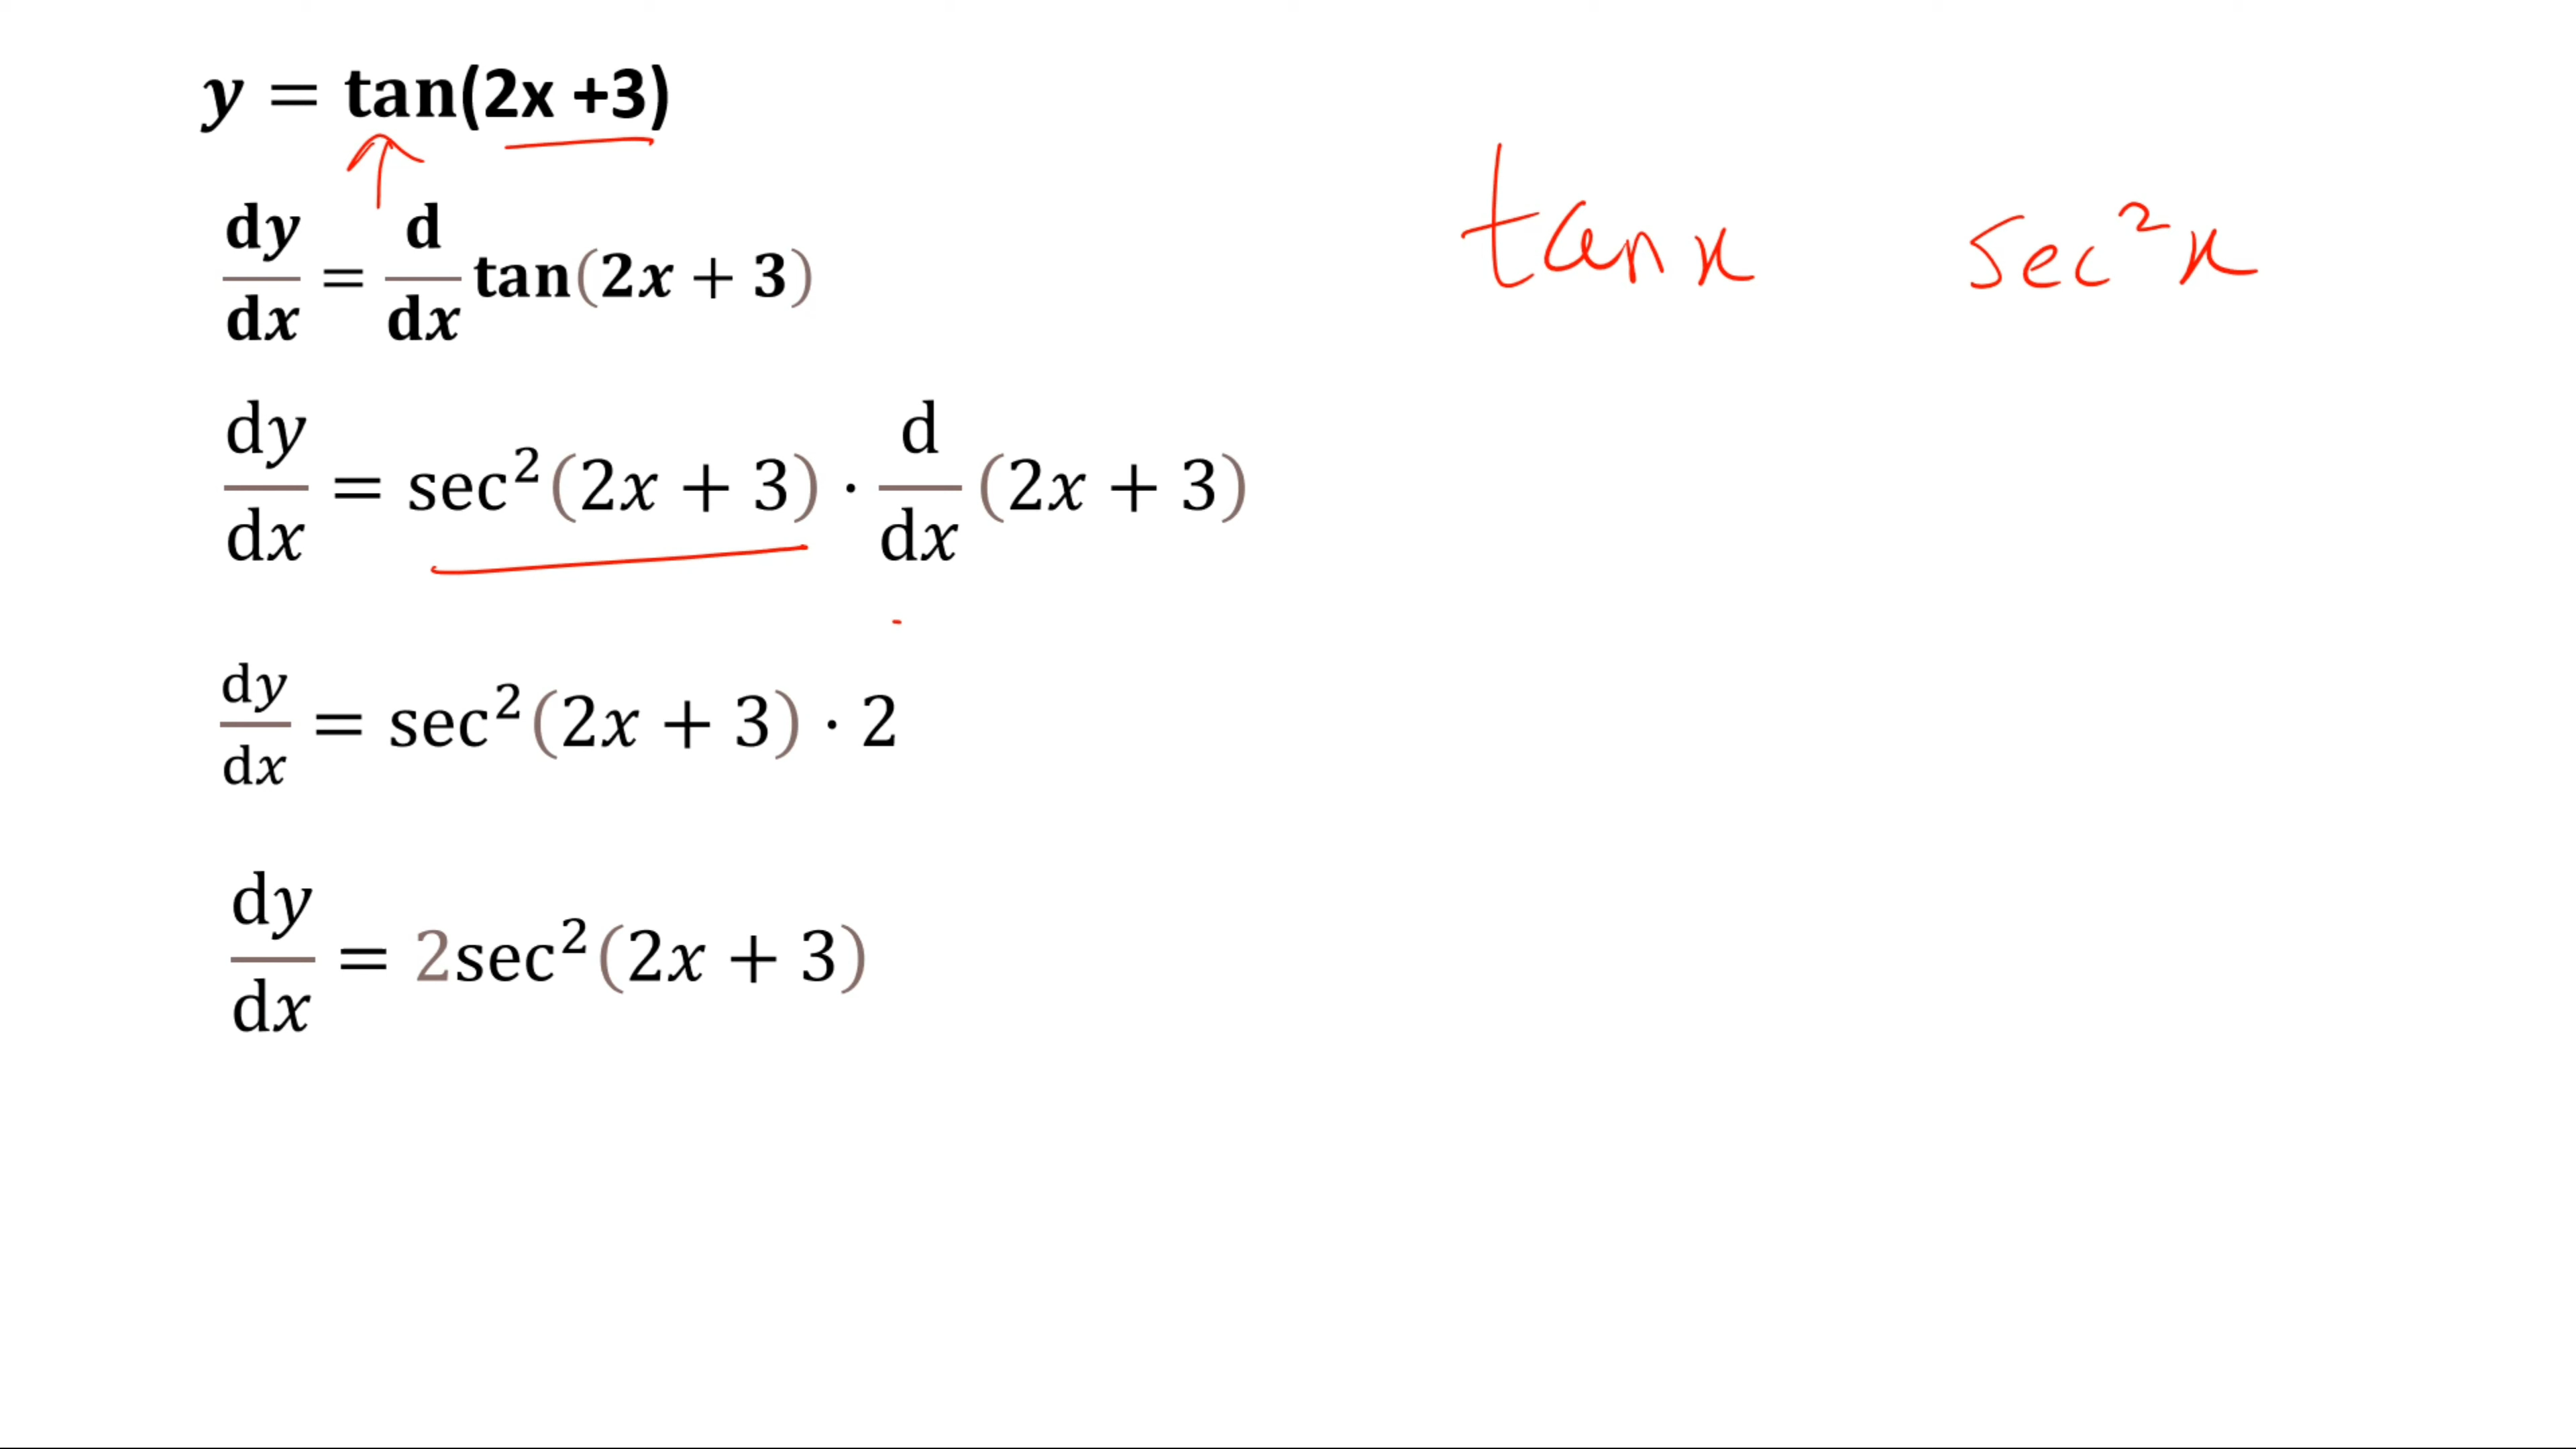 y = tan(2x +3)
tan x sec²x
dy/dx = d/dx tan(2x + 3)
dy/dx = sec²(2x + 3) · d/dx (2x + 3)
dy/dx = sec²(2x + 3) · 2
dy/dx = 2sec²(2x + 3)